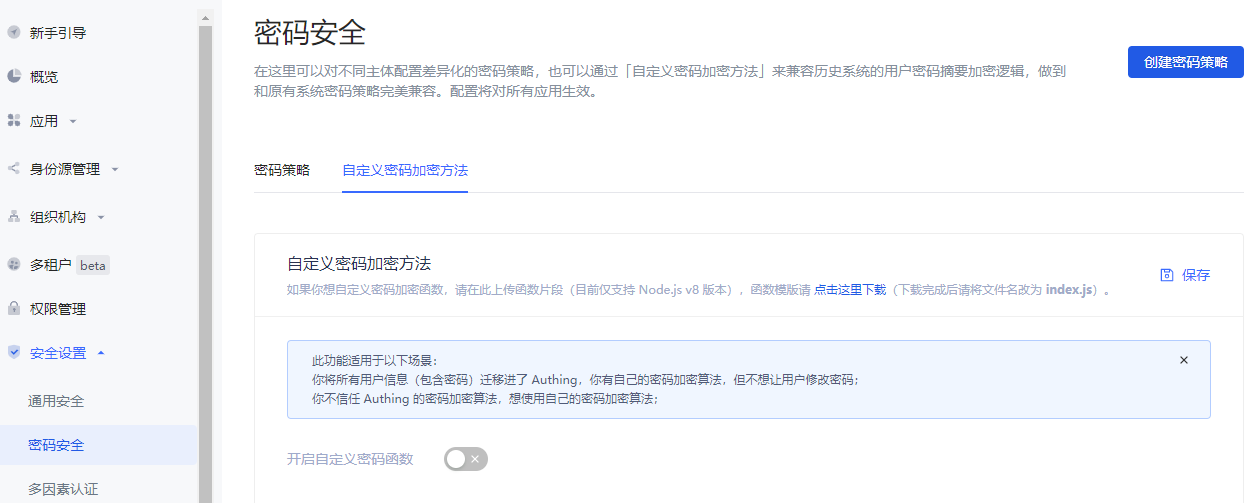 新手引导
概览
应用
身份源管理
组织机构
多租户 beta
权限管理
安全设置
通用安全
密码安全
多因素认证
密码安全
在这里可以对不同主体配置差异化的密码策略，也可以通过「自定义密码加密方法」来兼容历史系统的用户密码摘要加密逻辑，做到
和原有系统密码策略完美兼容。配置将对所有应用生效。
创建密码策略
密码策略
自定义密码加密方法
自定义密码加密方法
如果你想自定义密码加密函数，请在此上传函数片段（目前仅支持 Node.js v8 版本），函数模版请 点击这里下载（下载完成后请将文件名改为 index.js）。
保存
此功能适用于以下场景：
你将所有用户信息（包含密码）迁移进了 Authing，你有自己的密码加密算法，但不想让用户修改密码；
你不信任 Authing 的密码加密算法，想使用自己的密码加密算法；
开启自定义密码函数